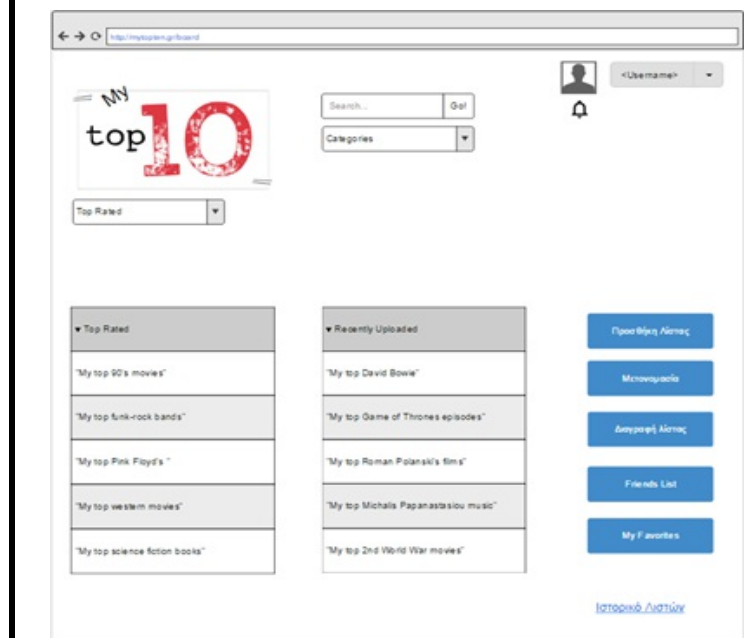 http://mytopten.gr/board
<Username>
My
top 10
Search...
Go!
Categories
Top Rated
▾ Top Rated
"My top 90's movies"
"My top funk-rock bands"
"My top Pink Floyd's "
"My top western movies"
"My top science fiction books"
▾ Recently Uploaded
"My top David Bowie"
"My top Game of Thrones episodes"
"My top Roman Polanski's films"
"My top Michalis Papanastasiou music"
"My top 2nd World War movies"
Προσθήκη Λίστας
Μετονομασία
Διαγραφή Λίστας
Friends List
My Favorites
Ιστορικό Λιστών